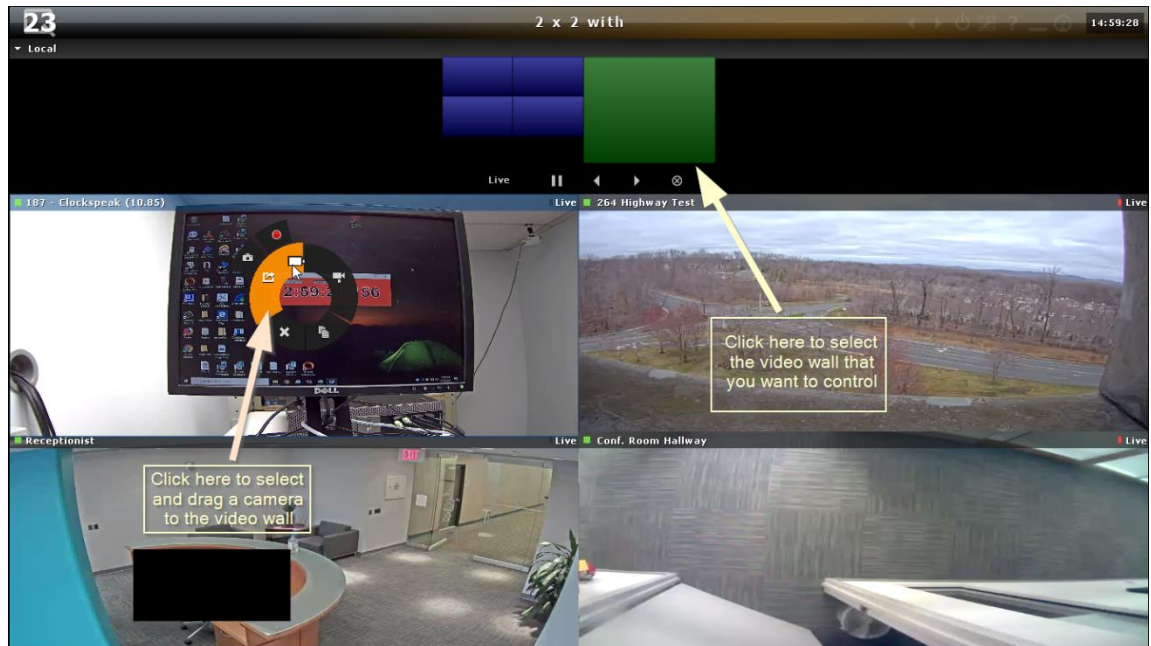 23
2 x 2 with
?
14:59:28
Local
Live
187 - Clockspeak (10.85)
Live
264 Highway Test
Live
Click here to select
the video wall that
you want to control
DELL
Receptionist
Live
Conf. Room Hallway
Live
EXIT
Click here to select
and drag a camera
to the video wall